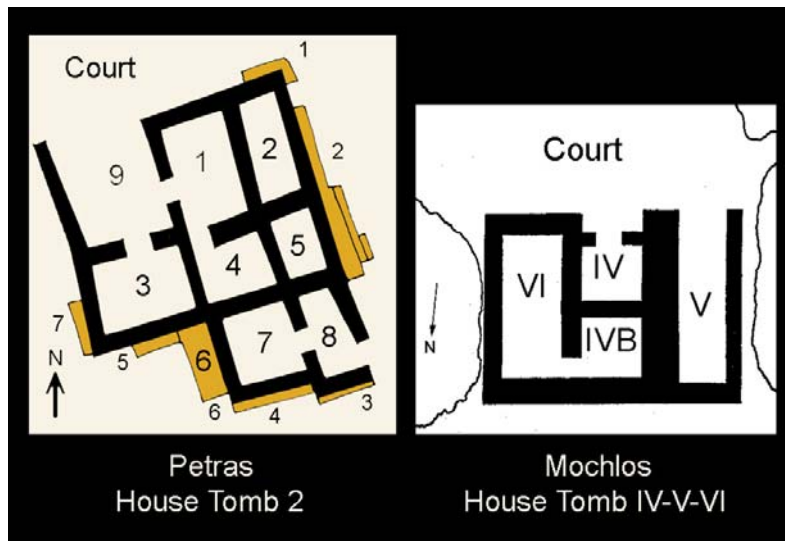 Court
1
9
1
2
2
5
4
3
7
7
8
N
5
6
6
4
3
Petras
House Tomb 2
Court
VI
IV
V
IVB
N
Mochlos
House Tomb IV-V-VI